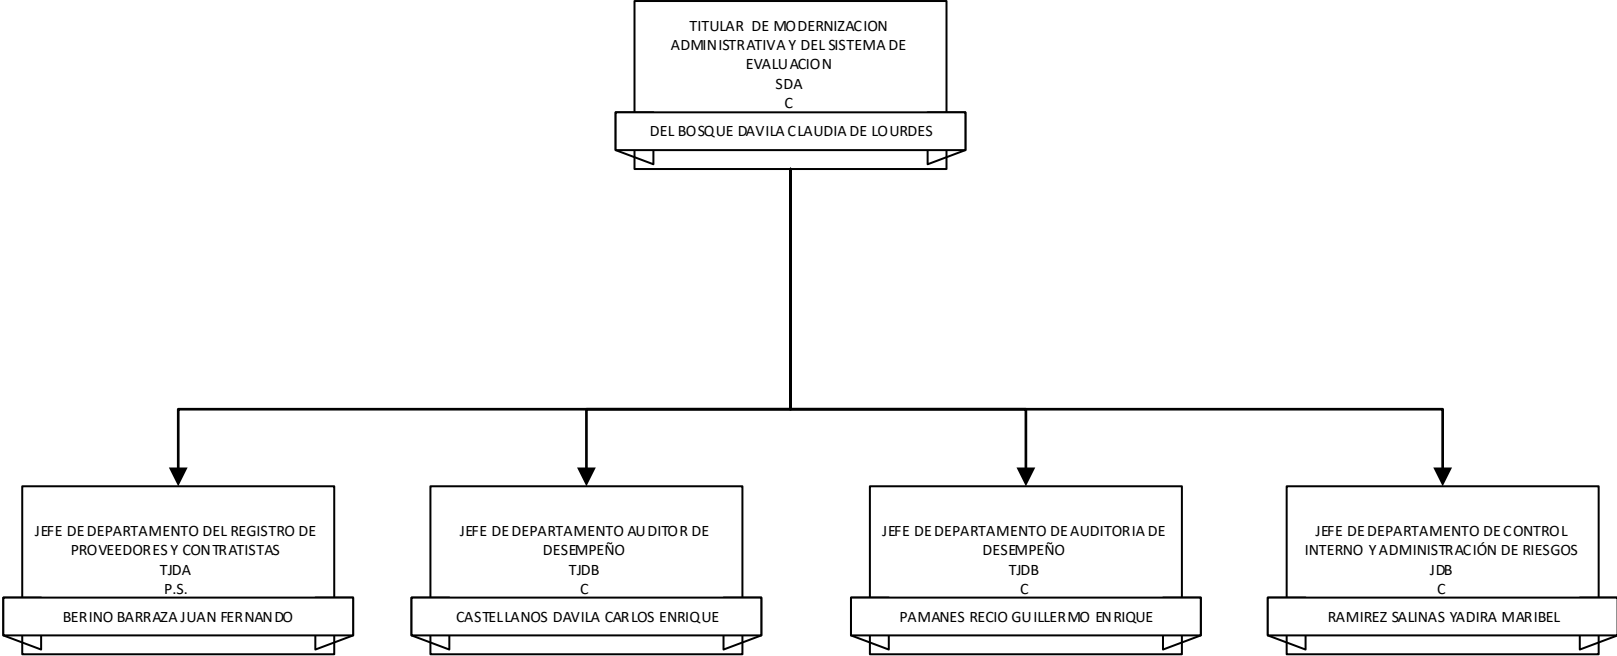 TITULAR DE MODERNIZACION
ADMINISTRATIVA Y DEL SISTEMA DE
EVALUACION
SDA
C
DEL BOSQUE DAVILA CLAUDIA DE LOURDES
JEFE DE DEPARTAMENTO DEL REGISTRO DE
PROVEEDORES Y CONTRATISTAS
TJDA
P.S.
BERINO BARRAZA JUAN FERNANDO
JEFE DE DEPARTAMENTO AUDITOR DE
DESEMPEÑO
TJDB
C
CASTELLANOS DAVILA CARLOS ENRIQUE
JEFE DE DEPARTAMENTO DE AUDITORIA DE
DESEMPEÑO
TJDB
C
PAMANES RECIO GUILLERMO ENRIQUE
JEFE DE DEPARTAMENTO DE CONTROL
INTERNO Y ADMINISTRACIÓN DE RIESGOS
JDB
C
RAMIREZ SALINAS YADIRA MARIBEL